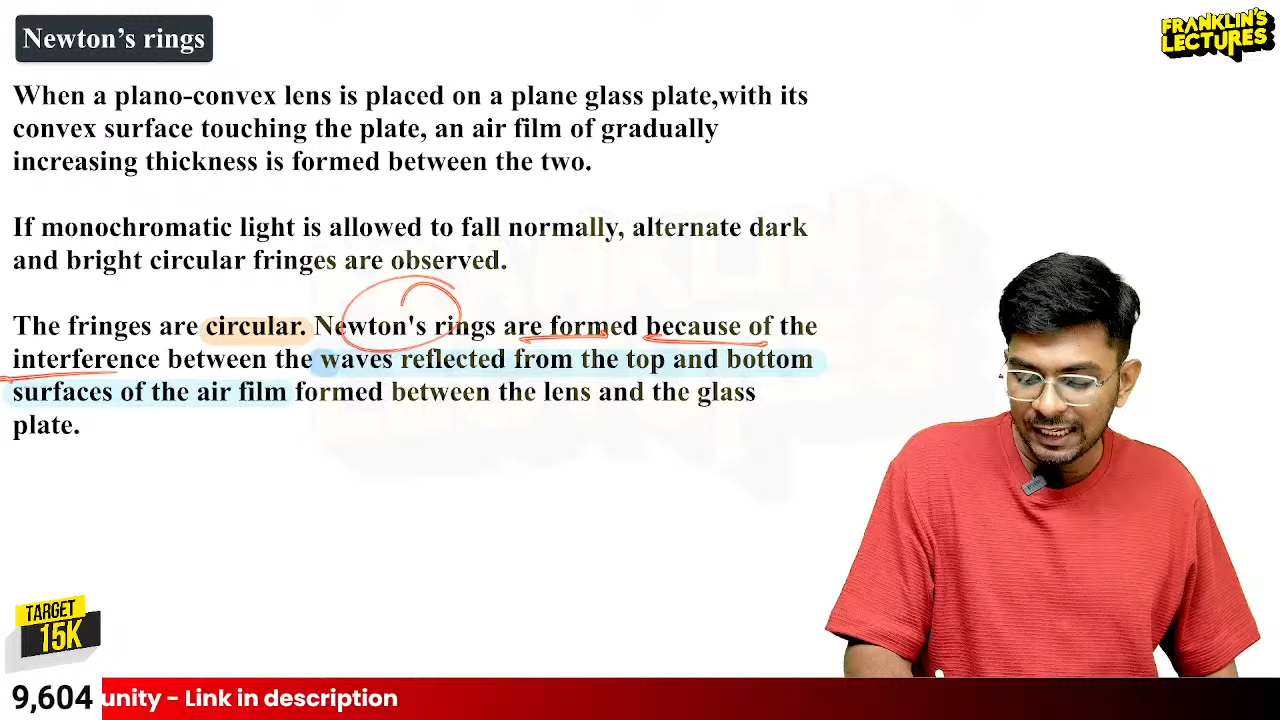 Newton's rings
FRANKLIN'S
LECTURES
When a plano-convex lens is placed on a plane glass plate,with its
convex surface touching the plate, an air film of gradually
increasing thickness is formed between the two.
If monochromatic light is allowed to fall normally, alternate dark
and bright circular fringes are observed.
The fringes are circular. Newton's rings are formed because of the
interference between the waves reflected from the top and bottom
surfaces of the air film formed between the lens and the glass
plate.
TARGET
15K
9,604 unity - Link in description